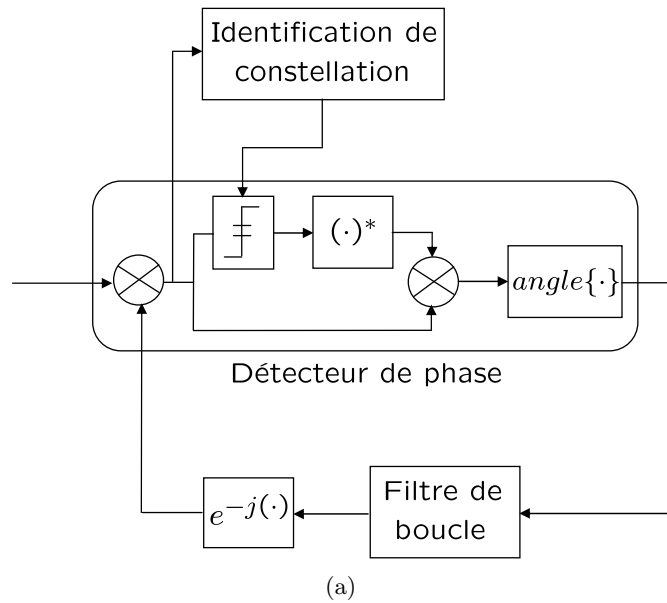 Identification de
constellation
(·)*
angle{·}
Détecteur de phase
e^{-j(·)}
Filtre de
boucle
(a)